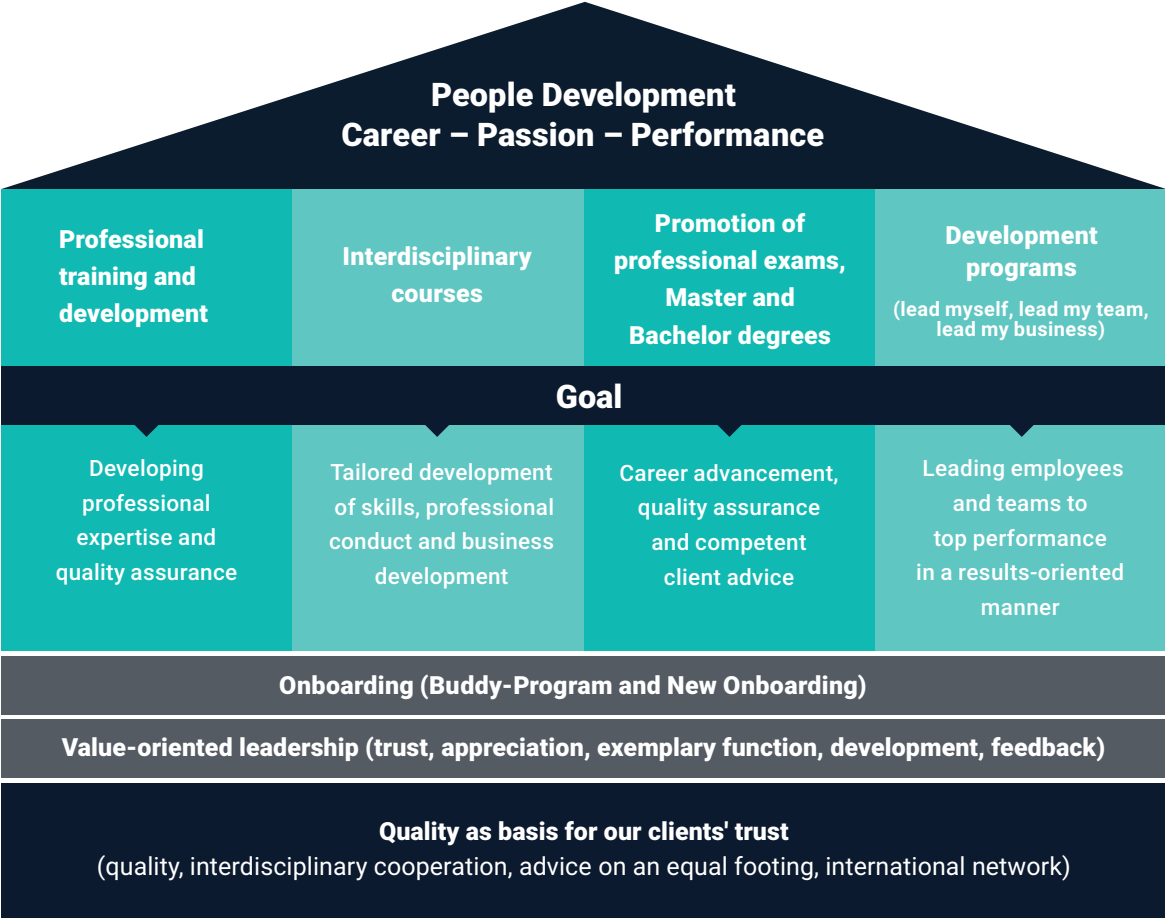 People Development
Career – Passion – Performance
Professional
training and
development
Interdisciplinary
courses
Promotion of
professional exams,
Master and
Bachelor degrees
Development
programs
(lead myself, lead my team,
lead my business)
Goal
Developing
professional
expertise and
quality assurance
Tailored development
of skills, professional
conduct and business
development
Career advancement,
quality assurance
and competent
client advice
Leading employees
and teams to
top performance
in a results-oriented
manner
Onboarding (Buddy-Program and New Onboarding)
Value-oriented leadership (trust, appreciation, exemplary function, development, feedback)
Quality as basis for our clients' trust
(quality, interdisciplinary cooperation, advice on an equal footing, international network)